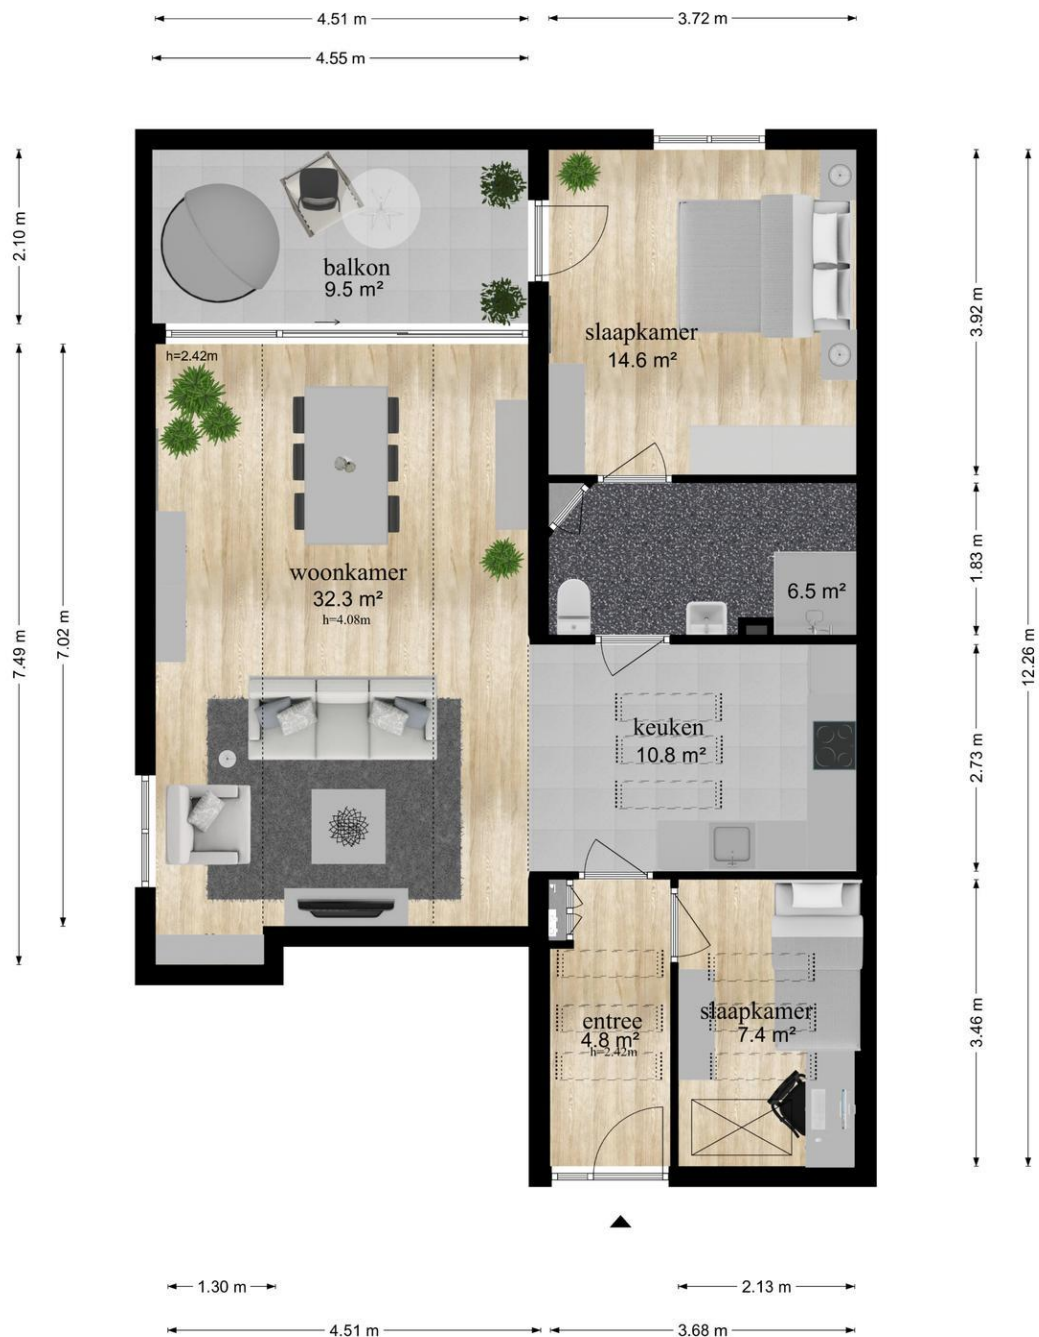 4.51 m
3.72 m
4.55 m
2.10 m
7.49 m
7.02 m
balkon
9.5 m²
slaapkamer
14.6 m²
h=2.42m
woonkamer
32.3 m²
h=4.08m
6.5 m²
keuken
10.8 m²
entree
4.8 m²
h=2.42m
slaapkamer
7.4 m²
3.92 m
1.83 m
2.73 m
3.46 m
12.26 m
1.30 m
2.13 m
4.51 m
3.68 m